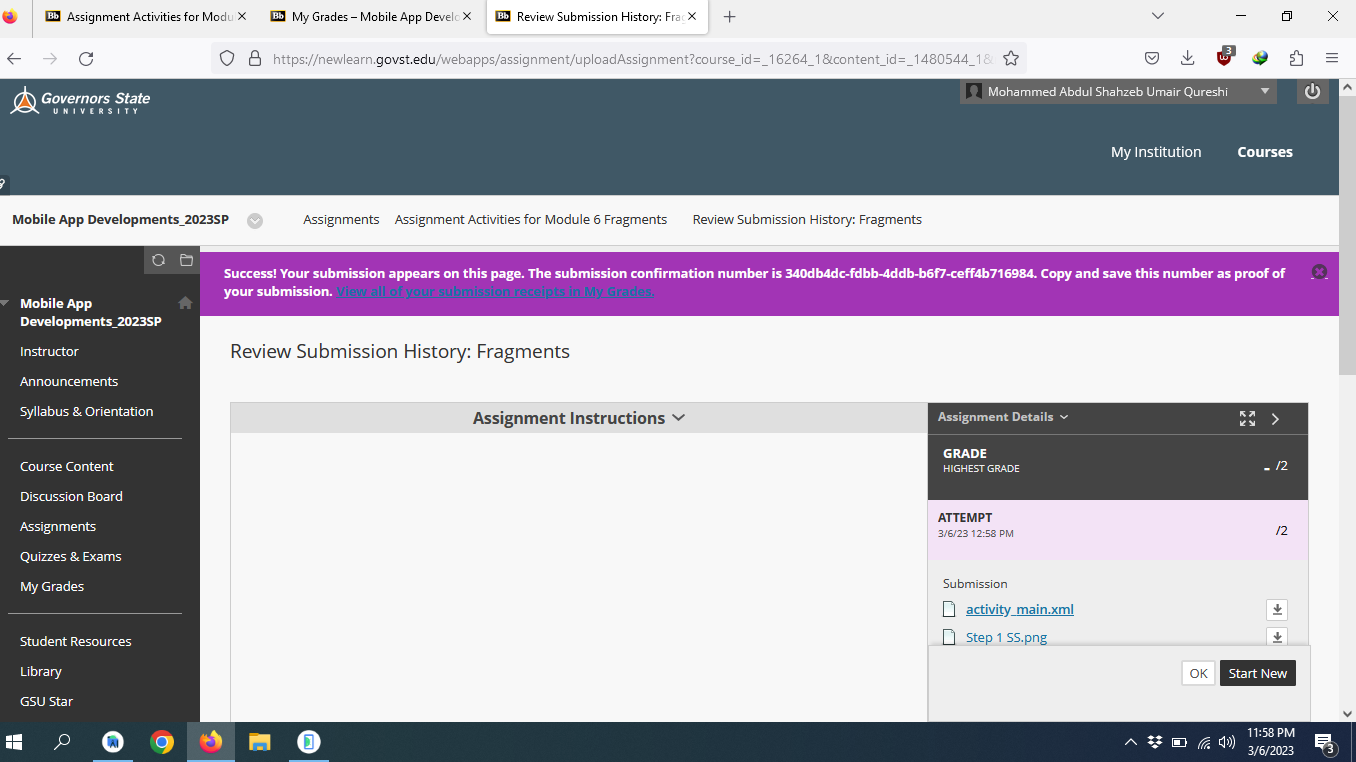 Assignment Activities for Modu
My Grades – Mobile App Develo
Review Submission History: Frag
https://newlearn.govst.edu/webapps/assignment/uploadAssignment?course_id=_16264_1&content_id=_1480544_1&
3
Governors State
UNIVERSITY
Mohammed Abdul Shahzeb Umair Qureshi
My Institution
Courses
Mobile App Developments_2023SP
Assignments
Assignment Activities for Module 6 Fragments
Review Submission History: Fragments
Success! Your submission appears on this page. The submission confirmation number is 340db4dc-fdbb-4ddb-b6f7-ceff4b716984. Copy and save this number as proof of
your submission. View all of your submission receipts in My Grades.
Mobile App
Developments_2023SP
Instructor
Announcements
Syllabus & Orientation
Course Content
Discussion Board
Assignments
Quizzes & Exams
My Grades
Student Resources
Library
GSU Star
Review Submission History: Fragments
Assignment Instructions
Assignment Details
GRADE
HIGHEST GRADE
- /2
ATTEMPT
3/6/23 12:58 PM
/2
Submission
activity_main.xml
Step 1 SS.png
OK
Start New
11:58 PM
3/6/2023
3